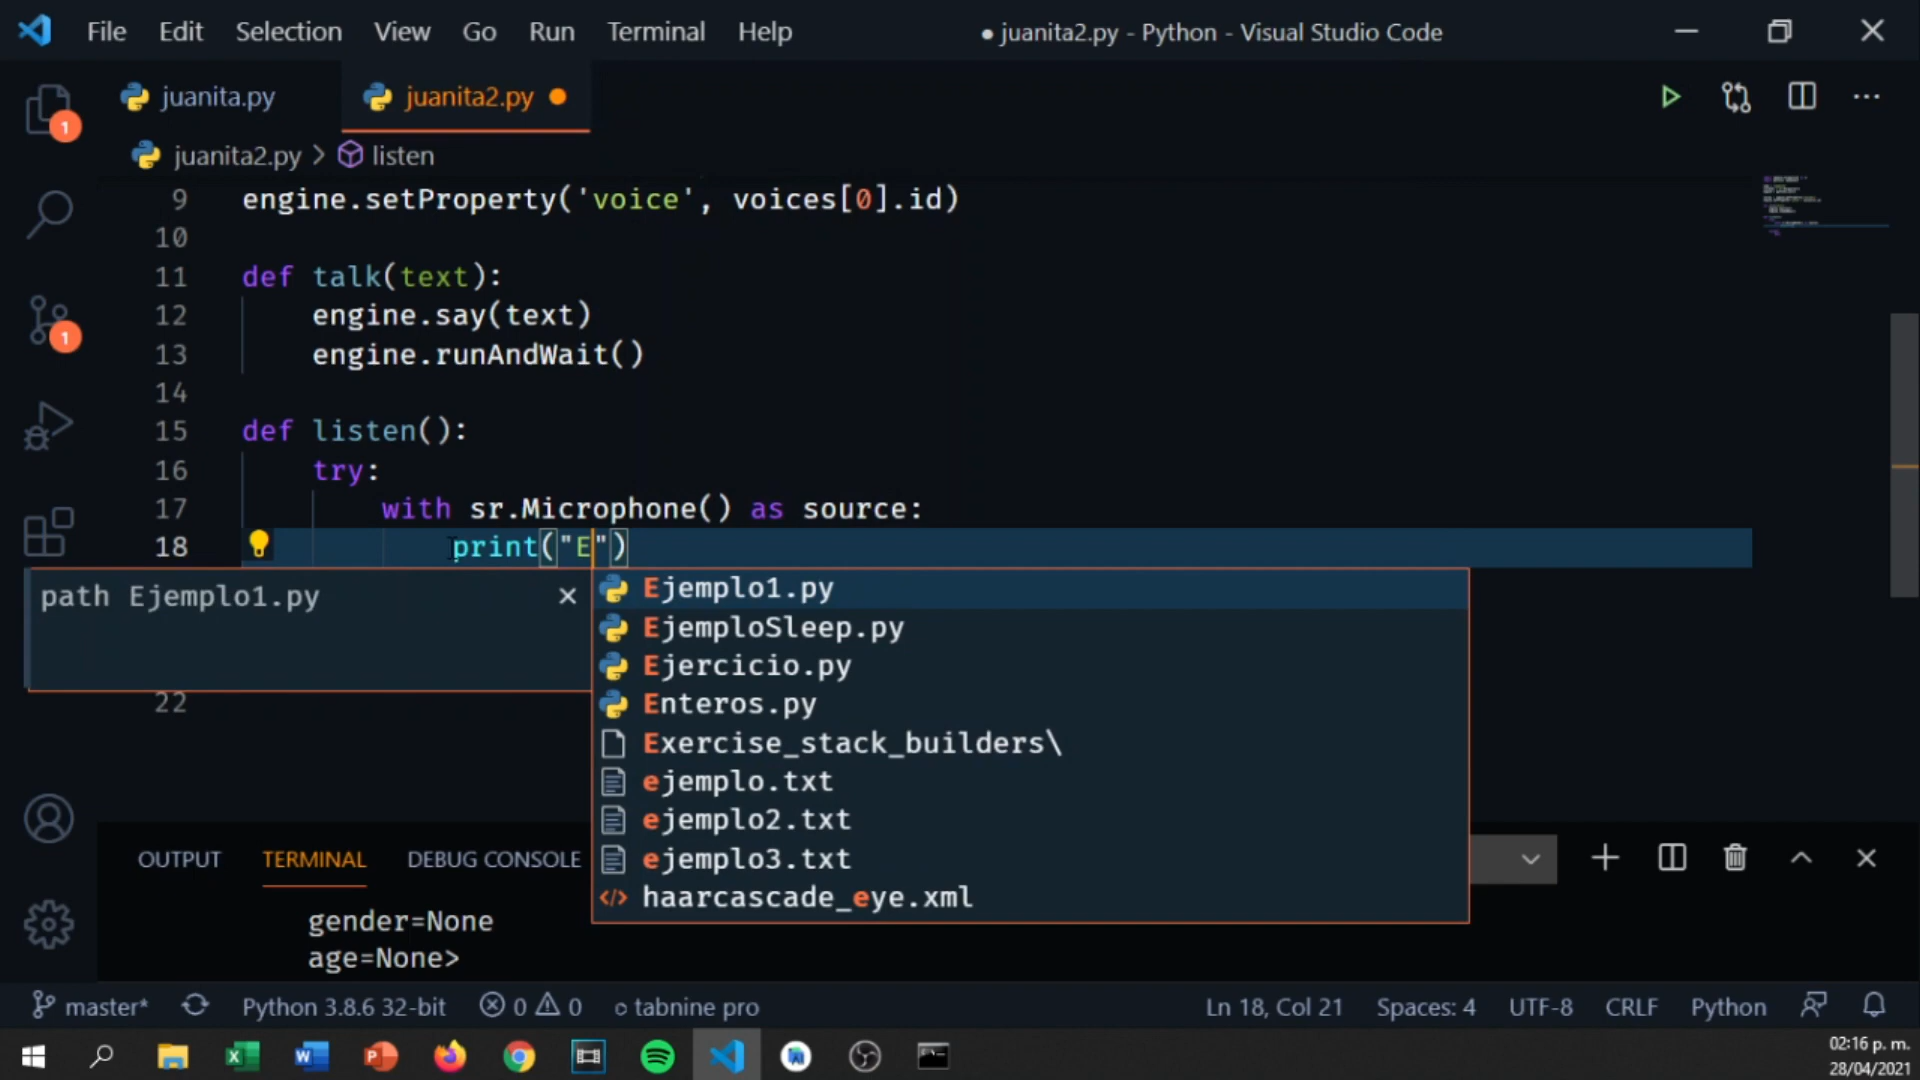 File Edit Selection View Go Run Terminal Help
● juanita2.py - Python - Visual Studio Code
juanita.py
juanita2.py
juanita2.py > listen
1
1
9 engine.setProperty('voice', voices[0].id)
10
11 def talk(text):
12 engine.say(text)
13 engine.runAndWait()
14
15 def listen():
16 try:
17 with sr.Microphone() as source:
18 print("E")
path Ejemplo1.py ×
22
Ejemplo1.py
EjemploSleep.py
Ejercicio.py
Enteros.py
Exercise_stack_builders\
ejemplo.txt
ejemplo2.txt
ejemplo3.txt
haarcascade_eye.xml
OUTPUT TERMINAL DEBUG CONSOLE
gender=None
age=None>
master* Python 3.8.6 32-bit 0 0 tabnine pro Ln 18, Col 21 Spaces: 4 UTF-8 CRLF Python
02:16 p. m.
28/04/2021